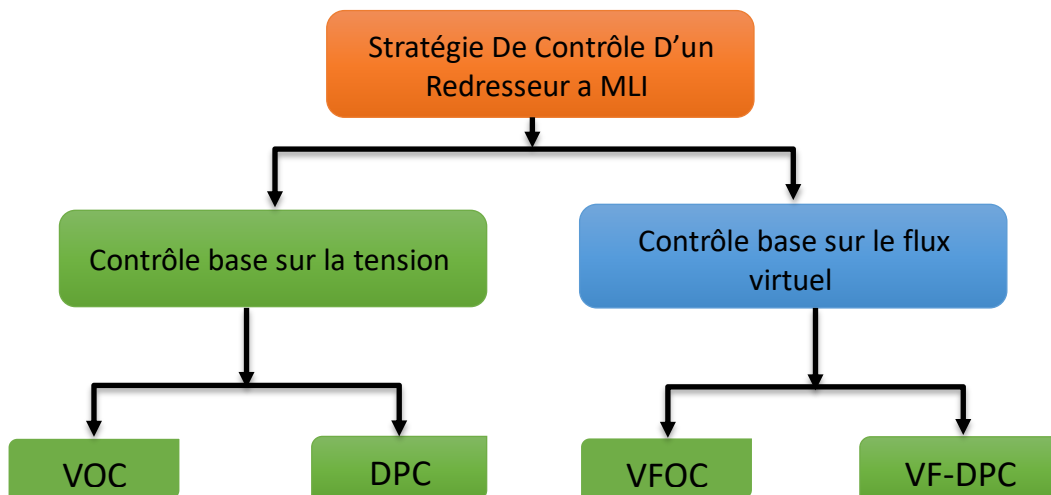 Stratégie De Contrôle D'un
Redresseur a MLI
Contrôle base sur la tension
Contrôle base sur le flux
virtuel
VOC
DPC
VFOC
VF-DPC